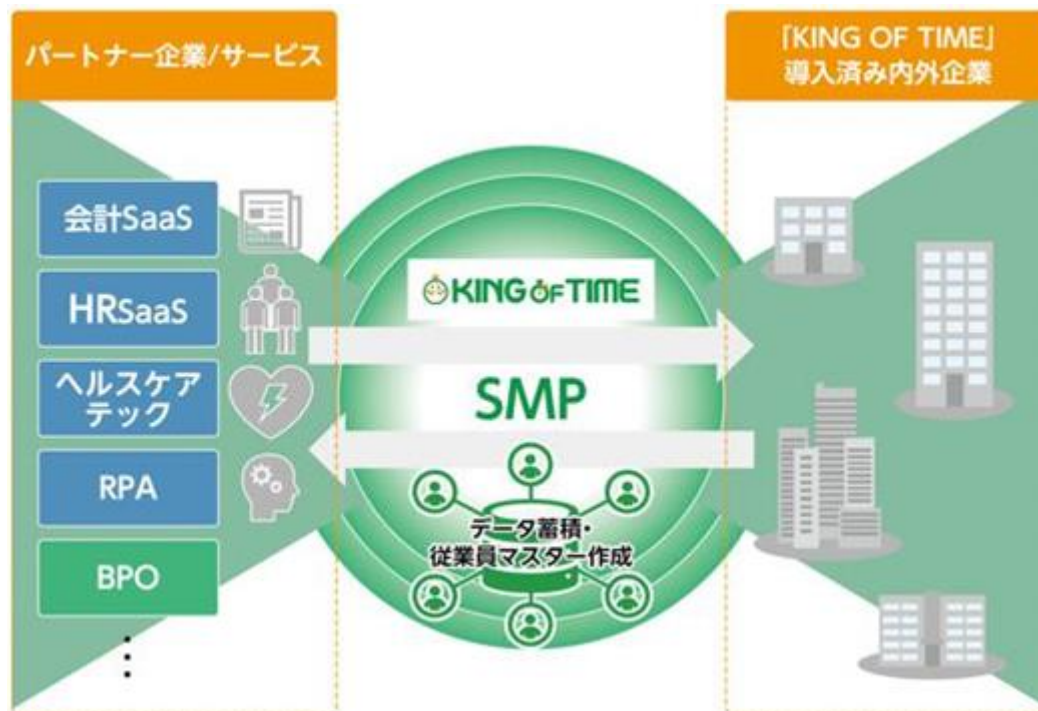 パートナー企業/サービス
「KING OF TIME」
導入済み内外企業
会計SaaS
HRSaaS
ヘルスケア
テック
RPA
BPO
KING OF TIME
SMP
データ蓄積・
従業員マスター作成